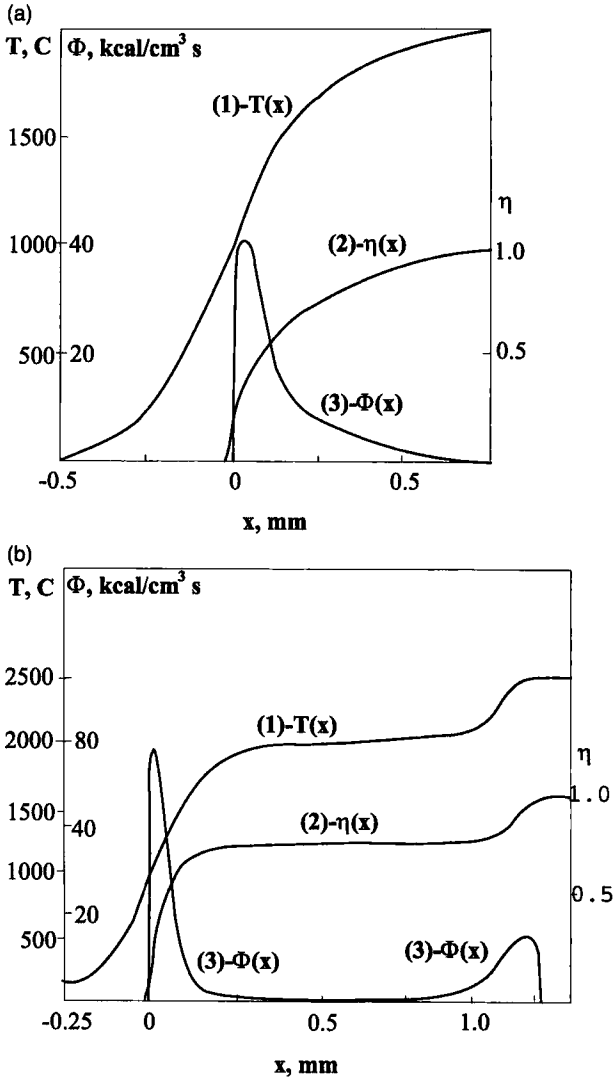 (a)
T, C Φ, kcal/cm³ s
(1)-T(x)
1500
η
1000 40
(2)-η(x)
1.0
500 20
0.5
(3)-Φ(x)
-0.5 0 0.5
x, mm
(b)
T, C Φ, kcal/cm³ s
2500
(1)-T(x)
2000 80
η
1.0
1500
40
(2)-η(x)
1000
0.5
20
500
(3)-Φ(x) (3)-Φ(x)
-0.25 0 0.5 1.0
x, mm